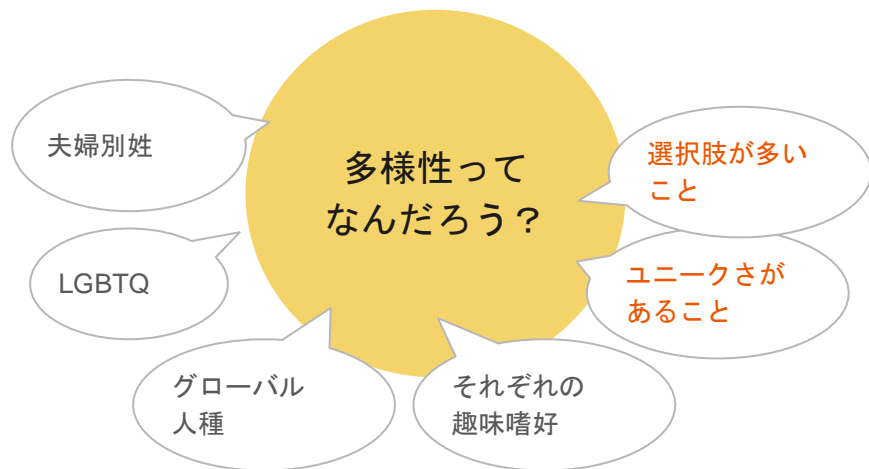 多様性って
なんだろう？
夫婦別姓
LGBTQ
グローバル
人種
それぞれの
趣味嗜好
選択肢が多い
こと
ユニークさが
あること